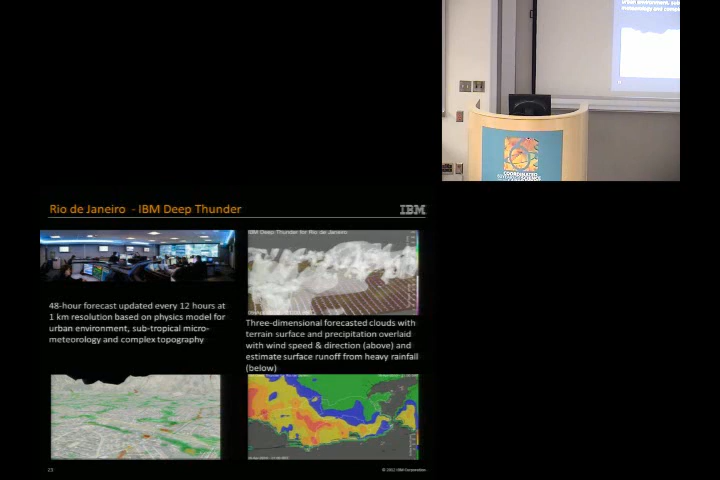 Rio de Janeiro - IBM Deep Thunder
IBM
IBM Deep Thunder for Rio de Janeiro
48-hour forecast updated every 12 hours at
1 km resolution based on physics model for
urban environment, sub-tropical micro-
meteorology and complex topography
Three-dimensional forecasted clouds with
terrain surface and precipitation overlaid
with wind speed & direction (above) and
estimate surface runoff from heavy rainfall
(below)
23
© 2012 IBM Corporation
COORDINATED